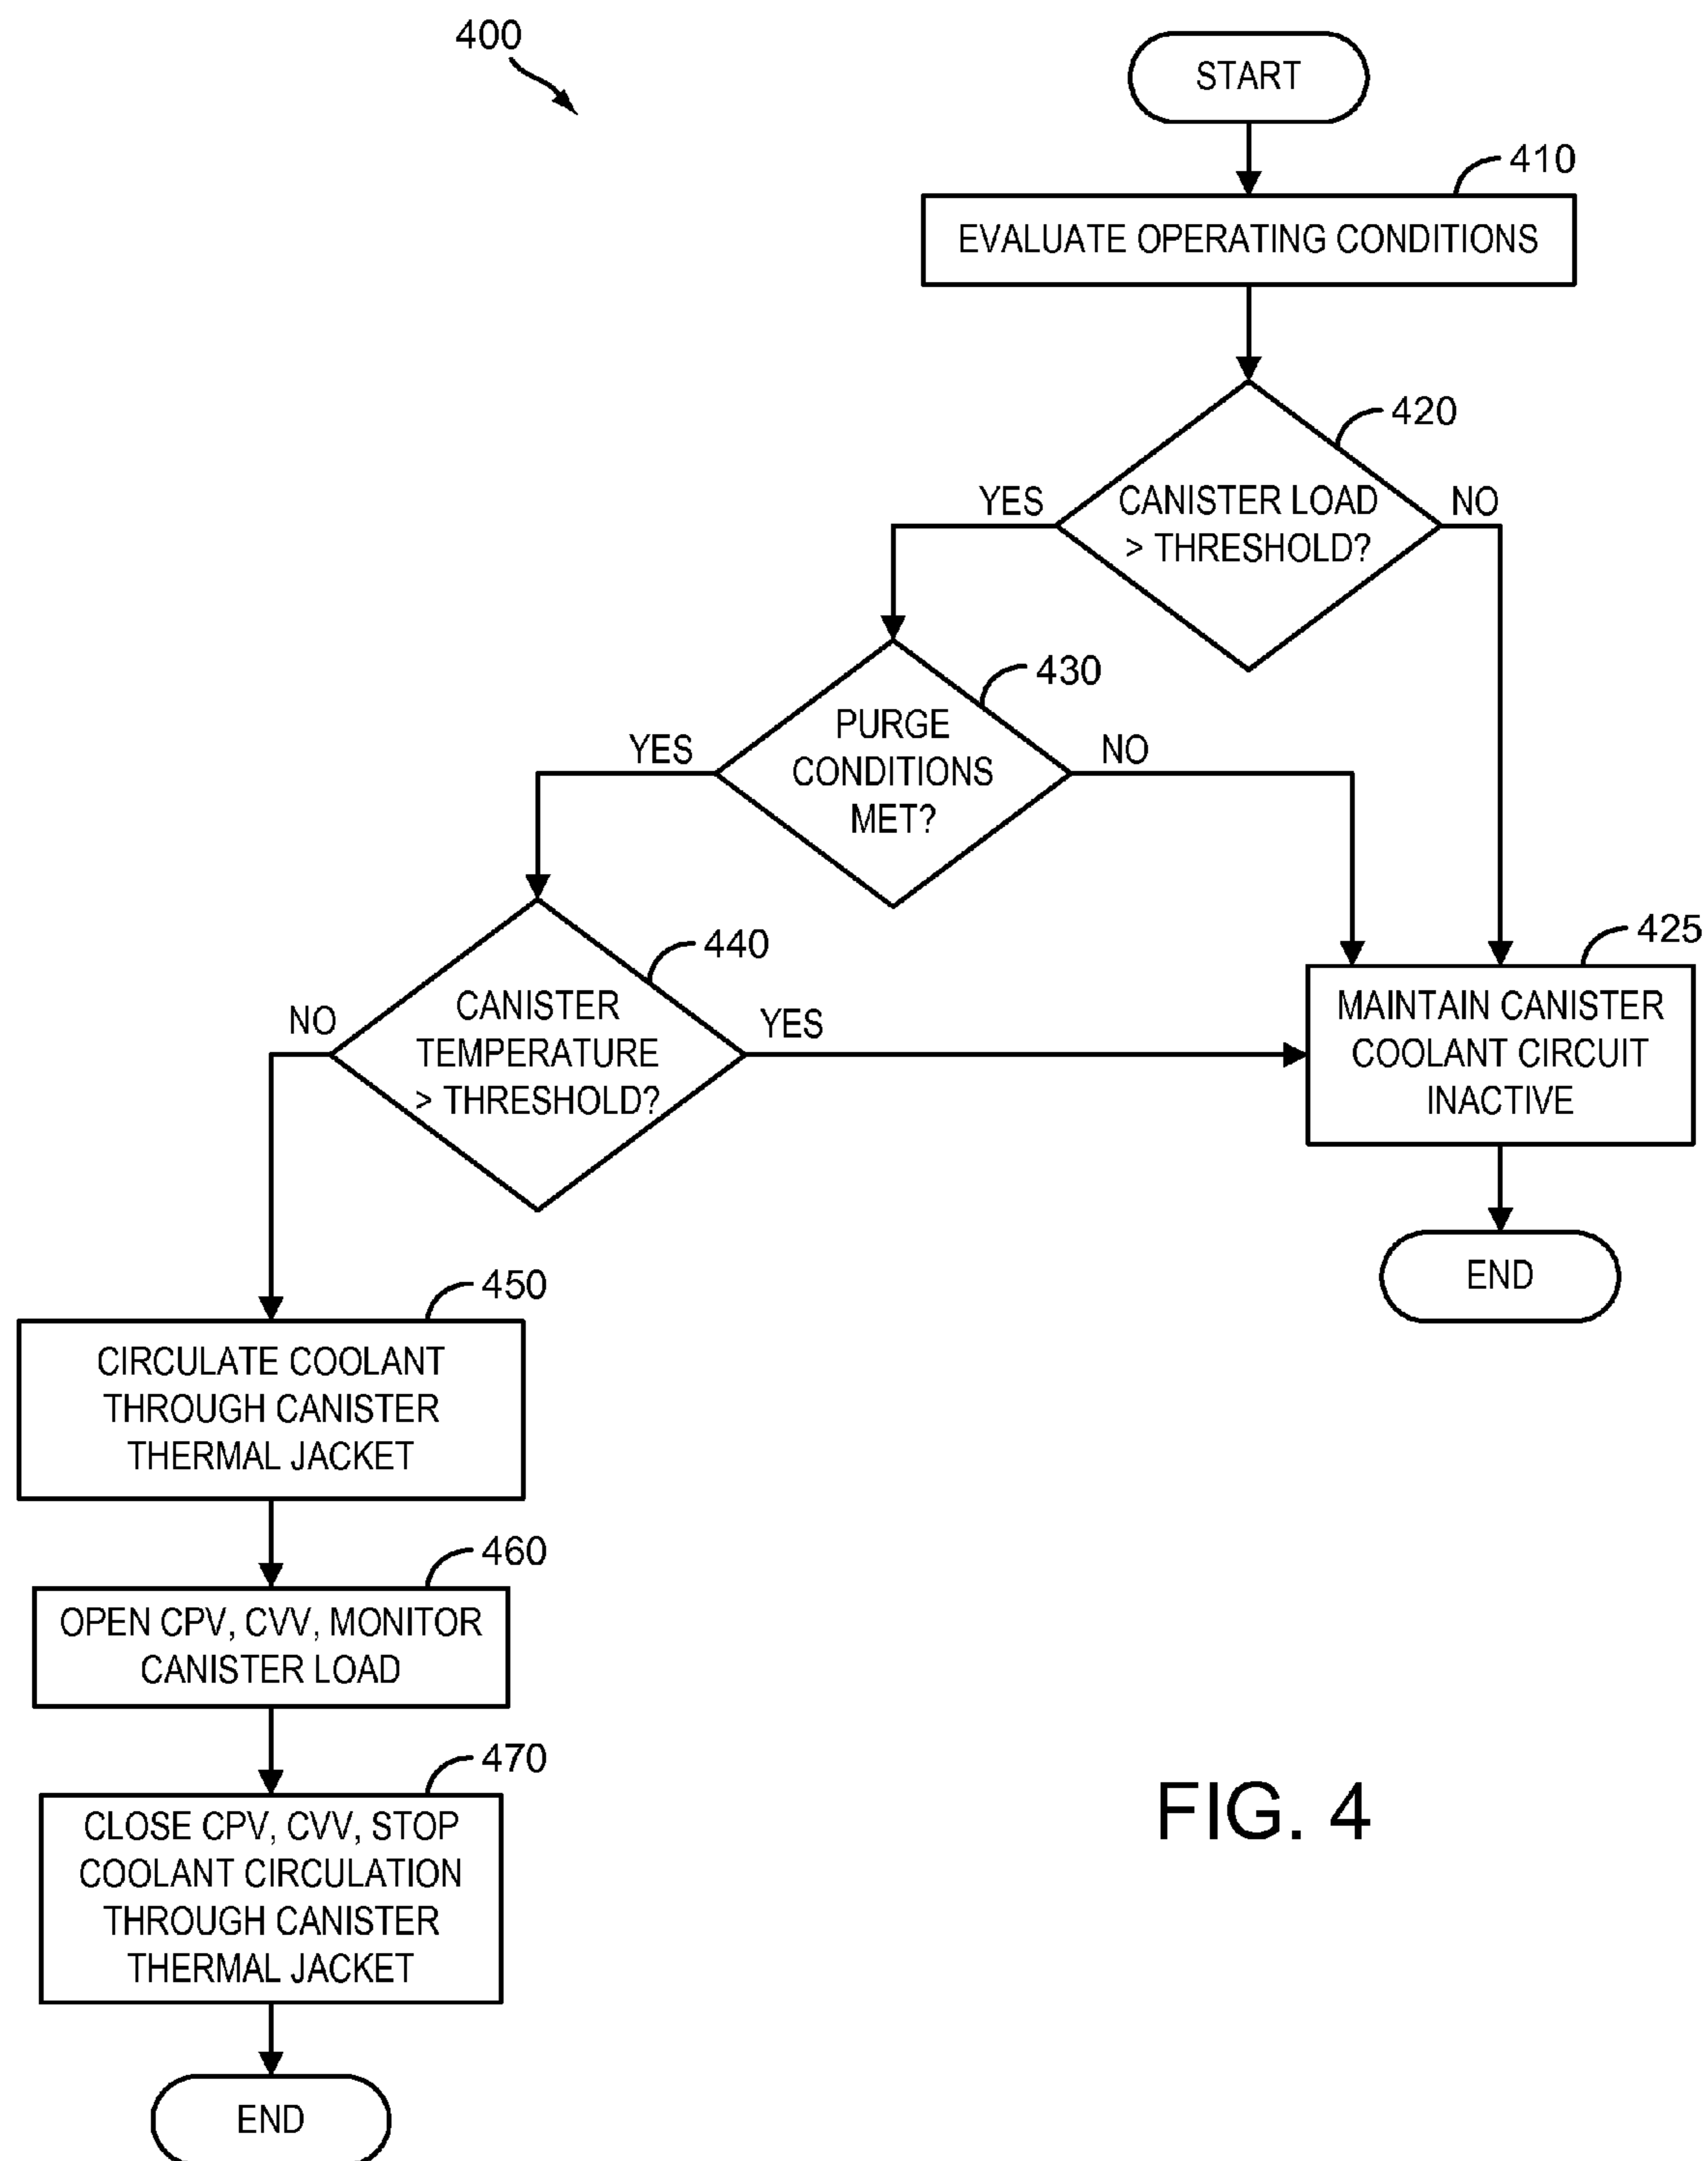 400
START
410
EVALUATE OPERATING CONDITIONS
420
YES
CANISTER LOAD
> THRESHOLD?
NO
430
YES
PURGE
CONDITIONS
MET?
NO
440
NO
CANISTER
TEMPERATURE
> THRESHOLD?
YES
425
MAINTAIN CANISTER
COOLANT CIRCUIT
INACTIVE
END
450
CIRCULATE COOLANT
THROUGH CANISTER
THERMAL JACKET
460
OPEN CPV, CVV, MONITOR
CANISTER LOAD
470
CLOSE CPV, CVV, STOP
COOLANT CIRCULATION
THROUGH CANISTER
THERMAL JACKET
END
FIG. 4